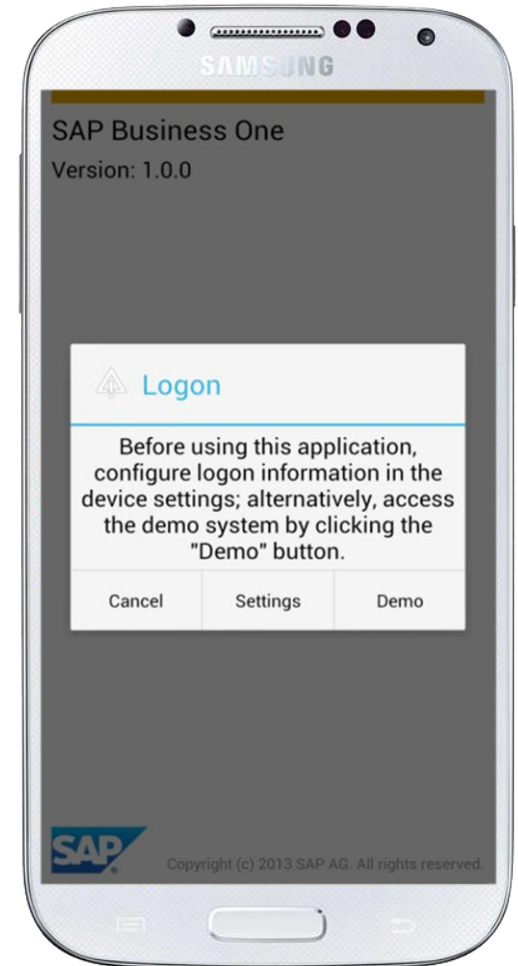 SAMSUNG
SAP Business One
Version: 1.0.0
Logon
Before using this application,
configure logon information in the
device settings; alternatively, access
the demo system by clicking the
"Demo" button.
Cancel Settings Demo
SAP
Copyright (c) 2013 SAP AG. All rights reserved.